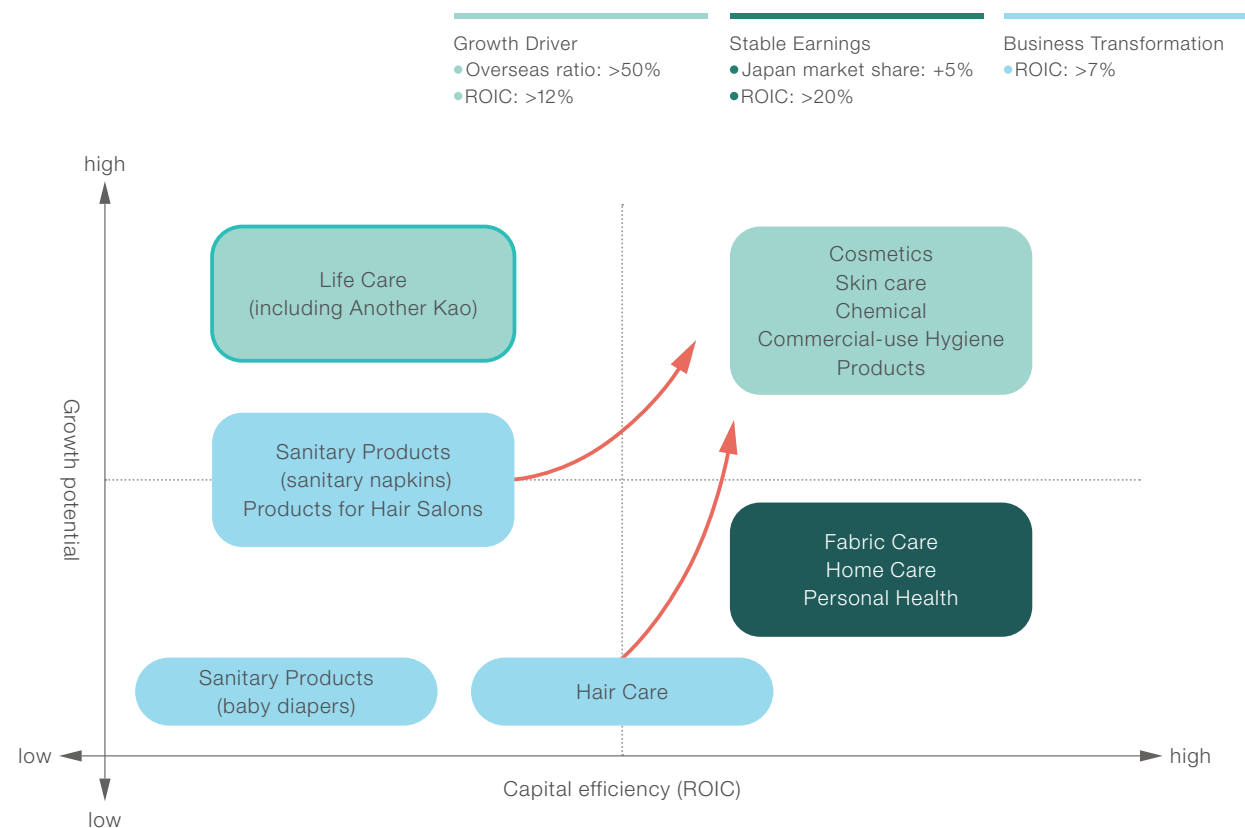 Growth Driver
●Overseas ratio: >50%
●ROIC: >12%
Stable Earnings
●Japan market share: +5%
●ROIC: >20%
Business Transformation
●ROIC: >7%
high
Life Care
(including Another Kao)
Cosmetics
Skin care
Chemical
Commercial-use Hygiene
Products
Growth potential
Sanitary Products
(sanitary napkins)
Products for Hair Salons
Fabric Care
Home Care
Personal Health
Sanitary Products
(baby diapers)
Hair Care
low
high
Capital efficiency (ROIC)
low